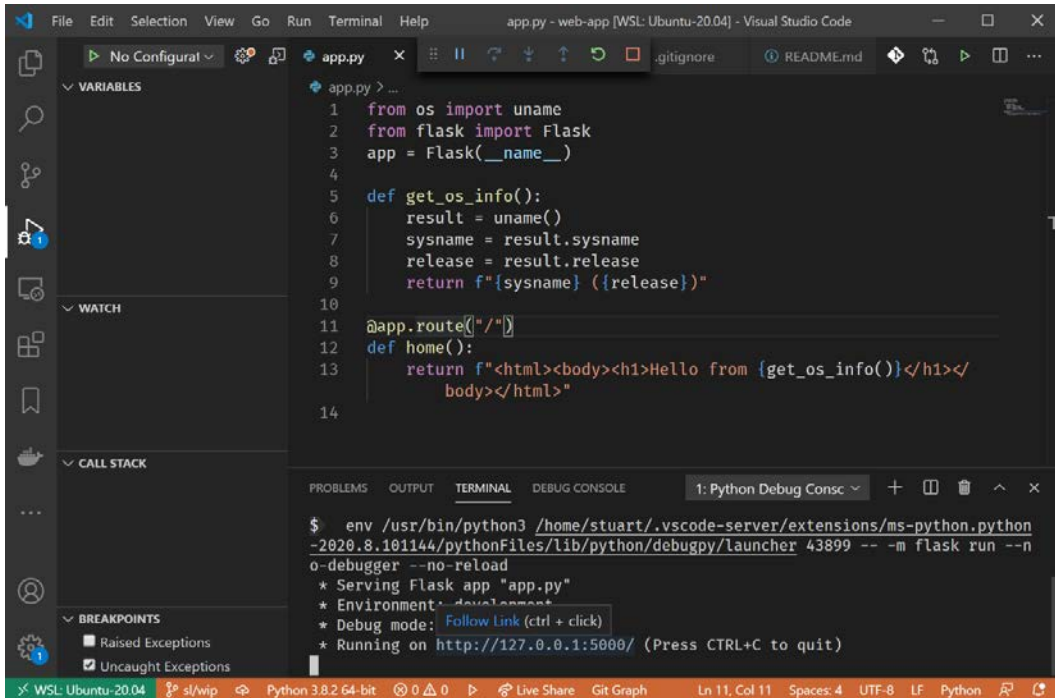 File Edit Selection View Go Run Terminal Help app.py - web-app [WSL: Ubuntu-20.04] - Visual Studio Code
No Configurat
app.py .gitignore README.md
VARIABLES
app.py > ...
1 from os import uname
2 from flask import Flask
3 app = Flask(__name__)
4
5 def get_os_info():
6 result = uname()
7 sysname = result.sysname
8 release = result.release
9 return f"{sysname} ({release})"
10
11 @app.route("/")
12 def home():
13 return f"<html><body><h1>Hello from {get_os_info()}</h1></
body></html>"
14
WATCH
CALL STACK
PROBLEMS OUTPUT TERMINAL DEBUG CONSOLE 1: Python Debug Consc
$ env /usr/bin/python3 /home/stuart/.vscode-server/extensions/ms-python.python
-2020.8.101144/pythonFiles/lib/python/debugpy/launcher 43899 -- -m flask run --n
o-debugger --no-reload
* Serving Flask app "app.py"
* Environment:
* Debug mode:
Follow Link (ctrl + click)
* Running on http://127.0.0.1:5000/ (Press CTRL+C to quit)
BREAKPOINTS
Raised Exceptions
Uncaught Exceptions
1
1
WSL: Ubuntu-20.04 sl/wip Python 3.8.2 64-bit 0 0 Live Share Git Graph Ln 11, Col 11 Spaces: 4 UTF-8 LF Python